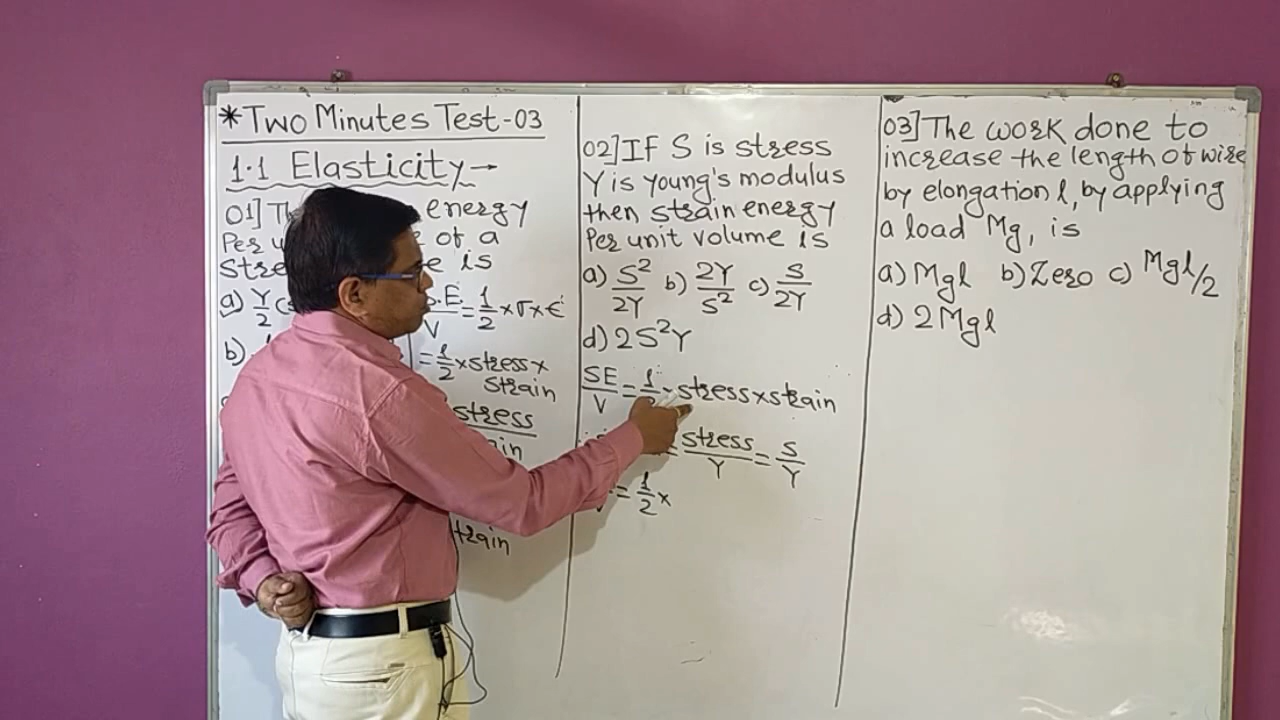 *Two Minutes Test-03
1.1 Elasticity→
01] energy
Per of a
is
a) Y/2
S.E./V = 1/2 × σ × ε
b)
= 1/2 × stress ×
strain
stress
02] IF S is stress
Y is young's modulus
then strain energy
Per unit volume is
a) S²/2Y b) 2Y/S² c) S/2Y
d) 2S²Y
SE/V = 1/2 × stress × strain
= stress/Y = S/Y
= 1/2 ×
03] The work done to
increase the length of wire
by elongation l, by applying
a load Mg, is
a) Mgl b) Zero c) Mgl/2
d) 2Mgl